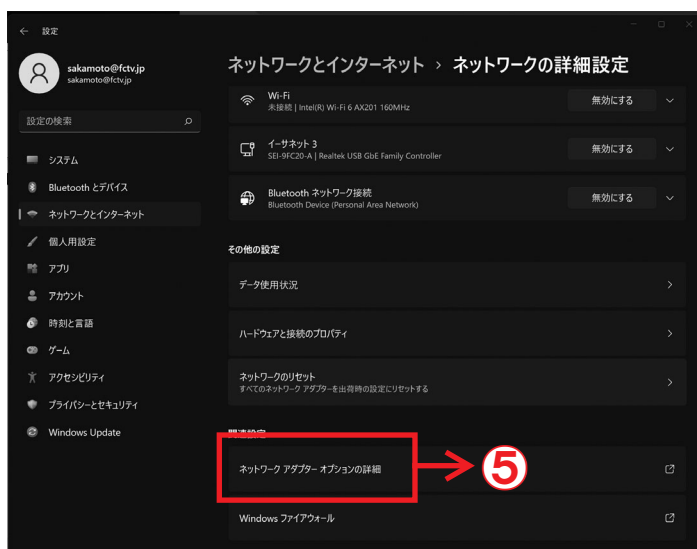 設定
sakamoto@fctv.jp
sakamoto@fctv.jp
設定の検索
システム
Bluetooth とデバイス
ネットワークとインターネット
個人用設定
アプリ
アカウント
時刻と言語
ゲーム
アクセシビリティ
プライバシーとセキュリティ
Windows Update
ネットワークとインターネット › ネットワークの詳細設定
Wi-Fi
未接続 | Intel(R) Wi-Fi 6 AX201 160MHz
無効にする
イーサネット 3
SEI-9FC20-A | Realtek USB GbE Family Controller
無効にする
Bluetooth ネットワーク接続
Bluetooth Device (Personal Area Network)
無効にする
その他の設定
データ使用状況
ハードウェアと接続のプロパティ
ネットワークのリセット
すべてのネットワーク アダプターを出荷時の設定にリセットする
関連設定
ネットワーク アダプター オプションの詳細
⑤
Windows ファイアウォール